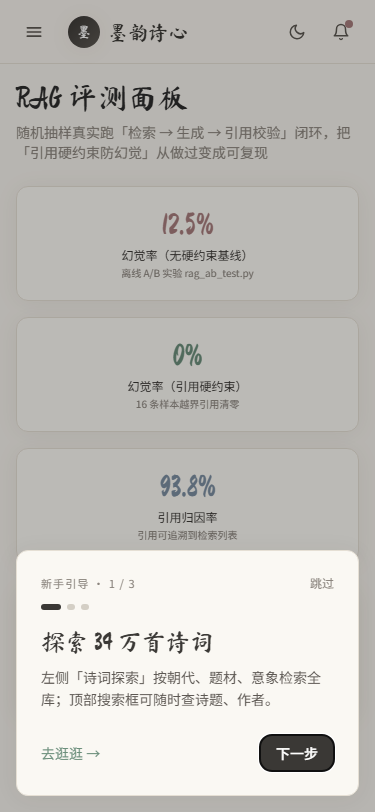 墨 墨韵诗心
RAG 评测面板
随机抽样真实跑「检索 → 生成 → 引用校验」闭环，把
「引用硬约束防幻觉」从做过变成可复现
12.5%
幻觉率（无硬约束基线）
离线 A/B 实验 rag_ab_test.py
0%
幻觉率（引用硬约束）
16 条样本越界引用清零
93.8%
引用归因率
引用可追溯到检索列表
新手引导 · 1 / 3 跳过
探索 34 万首诗词
左侧「诗词探索」按朝代、题材、意象检索全
库；顶部搜索框可随时查诗题、作者。
去逛逛 → 下一步